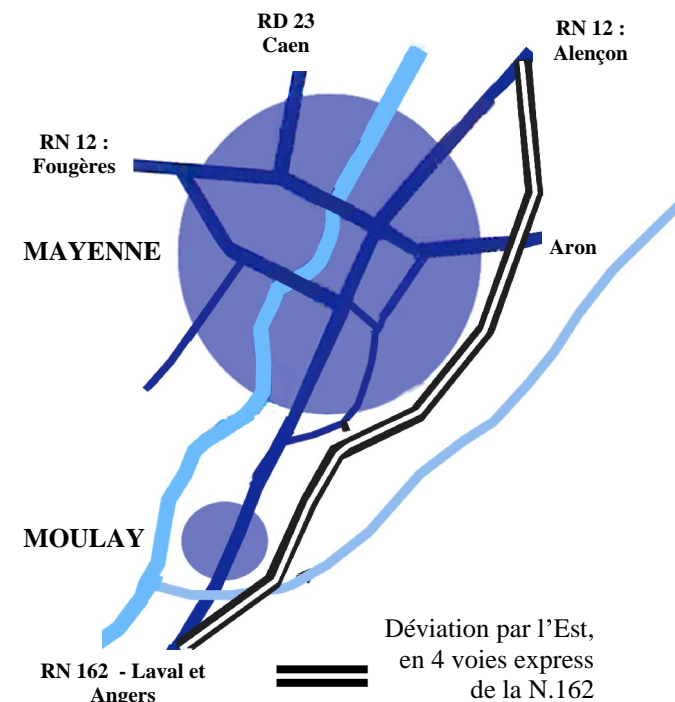 RD 23
Caen
RN 12 :
Alençon
RN 12 :
Fougères
MAYENNE
Aron
MOULAY
RN 162  - Laval et
Angers
Déviation par l’Est,
en 4 voies express
de la N.162